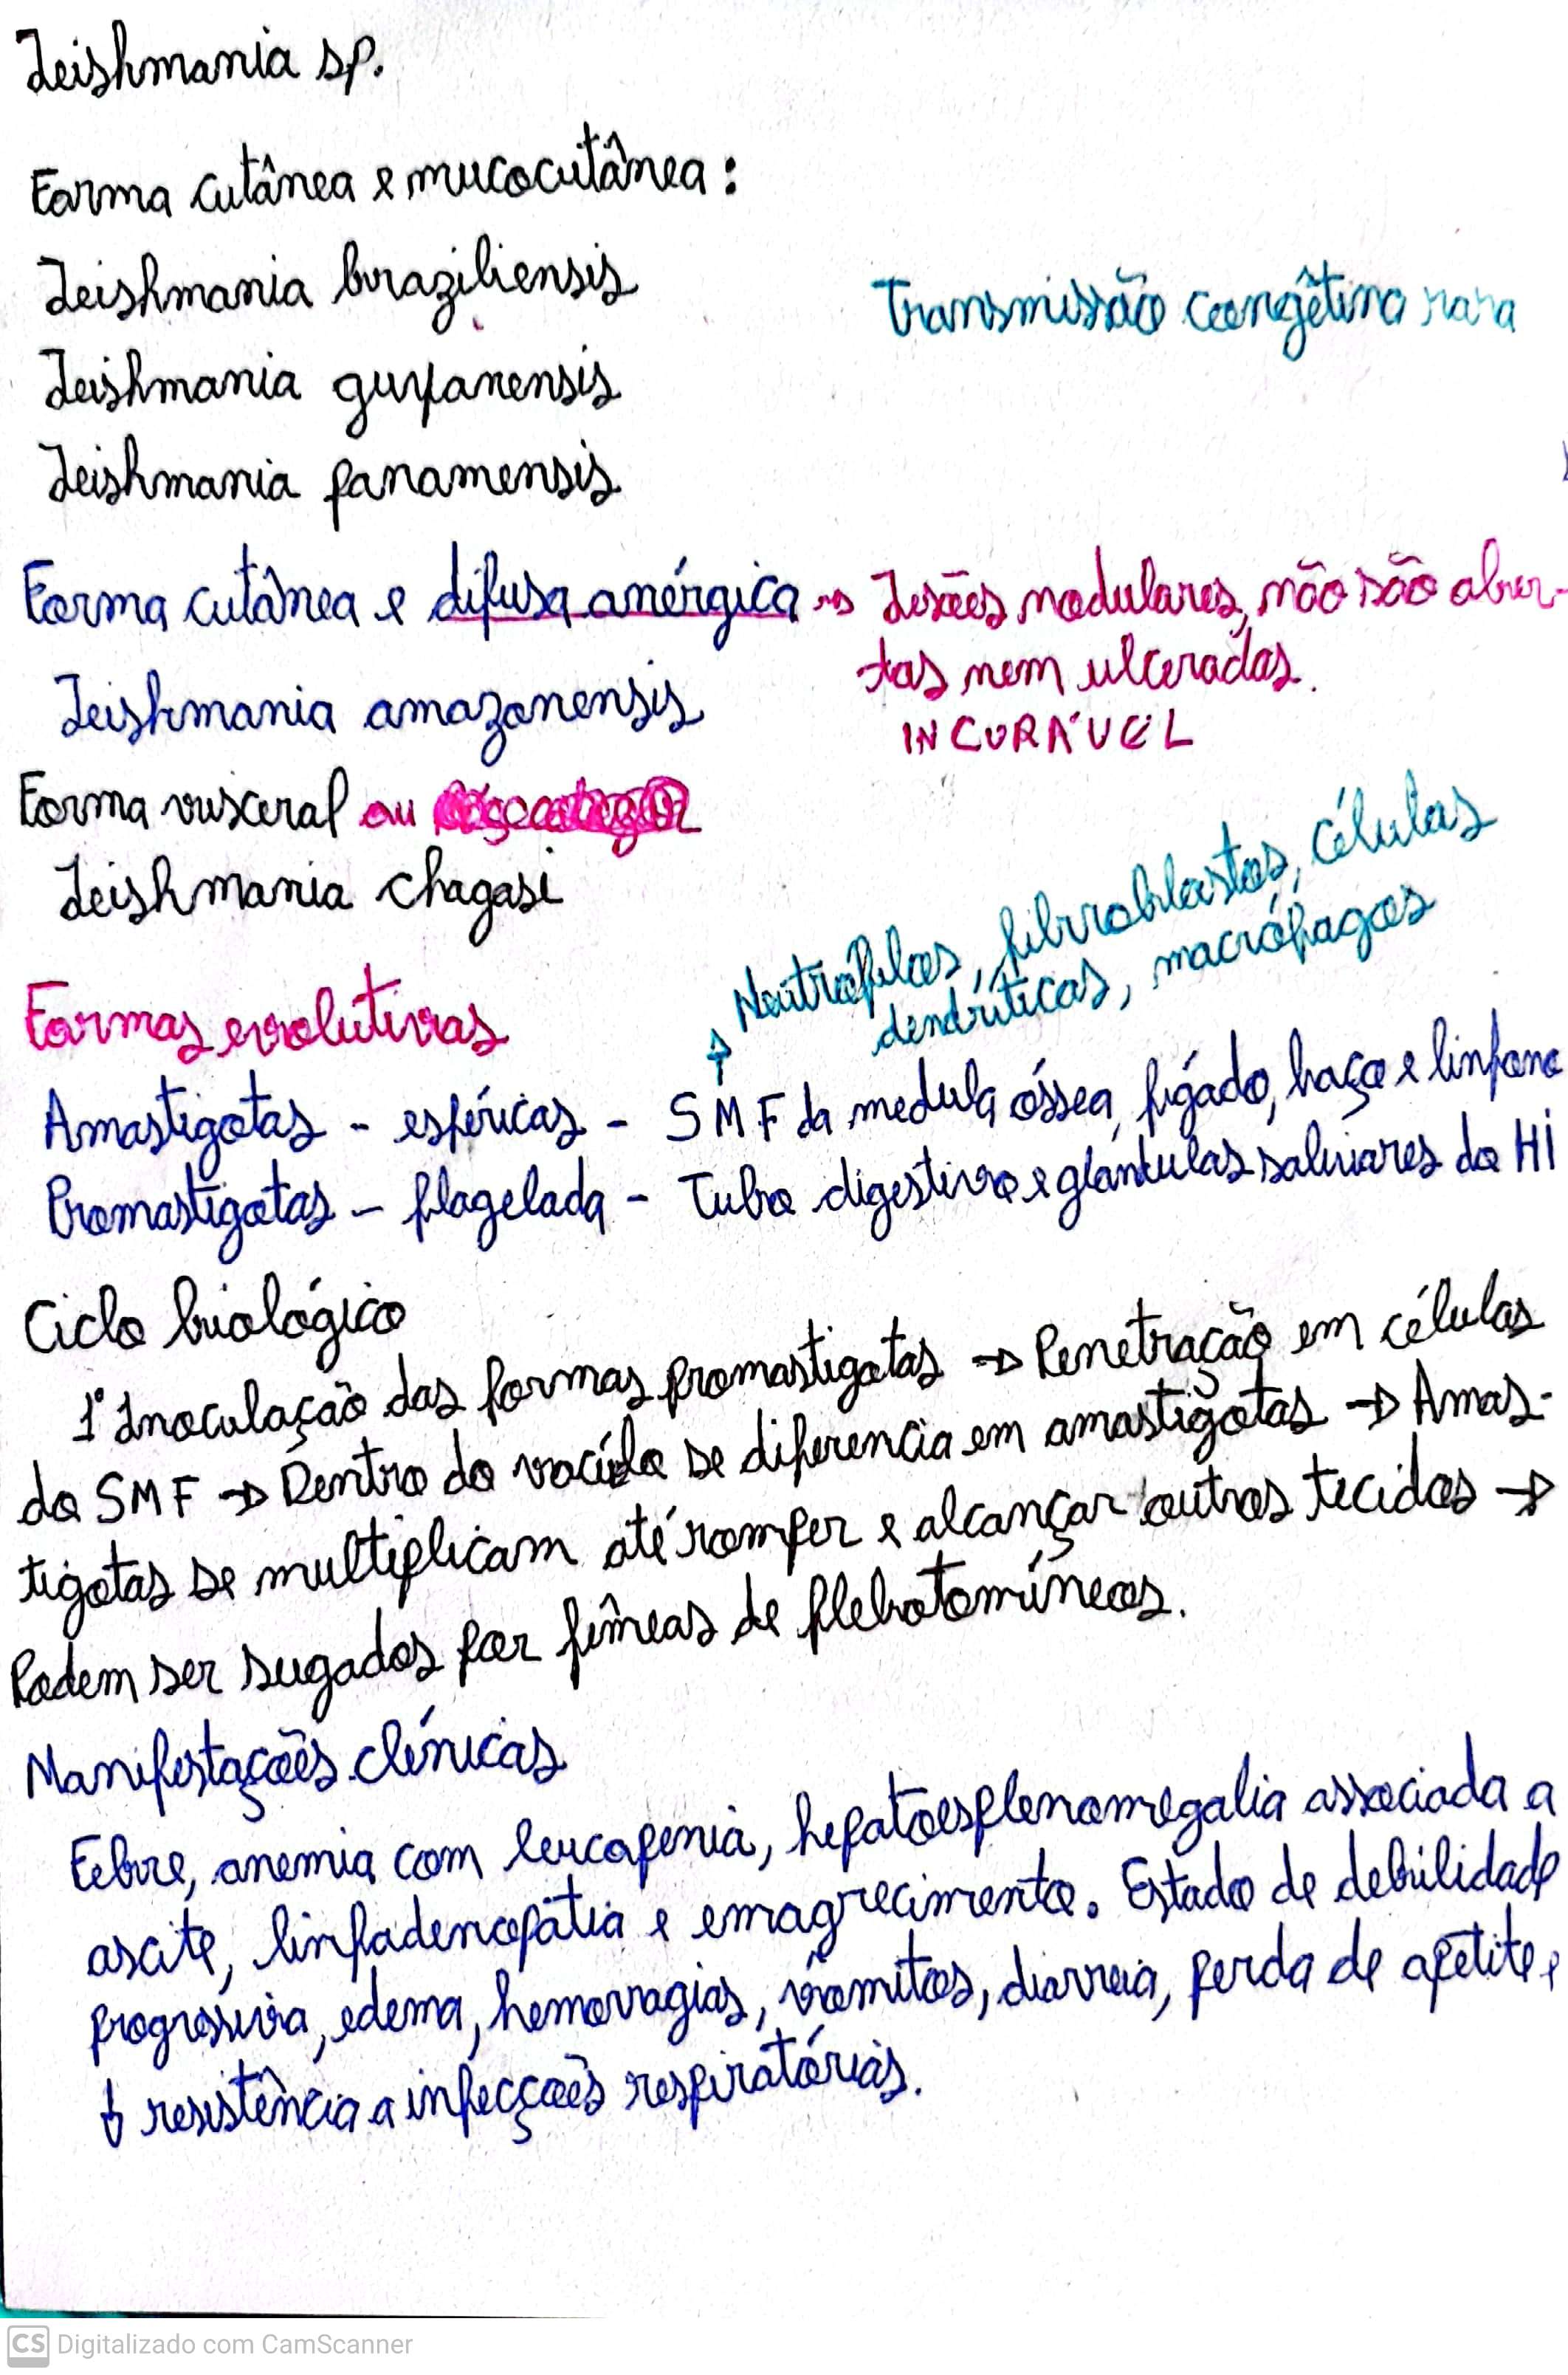 Leishmania sp.
Forma cutânea e mucocutânea:
Leishmania braziliensis
Transmissão congêtina rara
Leishmania guyanensis
Leishmania panamensis
Forma cutânea e difusa anérgica → Lesões nodulares, não são aber-
tas nem ulceradas.
Leishmania amazonensis
INCURÁVEL
Forma visceral ou
Leishmania chagasi
Neutrófilos, fibroblastos, células
dendríticas, macrófagos
Formas evolutivas
Amastigotas - esféricas - SMF da medula óssea, fígado, baço e linfono
Promastigotas - flagelada - Tubo digestivo e glândulas salivares do HI
Ciclo biológico
1° Inoculação das formas promastigotas → Penetração em células
do SMF → Dentro do vacúolo se diferencia em amastigotas → Amas-
tigotas se multiplicam até romper e alcançar outros tecidos →
Podem ser sugados por fêmeas de flebotomíneos.
Manifestações clínicas
Febre, anemia com leucopenia, hepatoesplenomegalia associada a
ascite, linfadenopatia e emagrecimento. Estado de debilidade
progressiva, edema, hemorragias, vômitos, diarreia, perda de apetite e
↓ resistência a infecções respiratórias.
CS Digitalizado com CamScanner